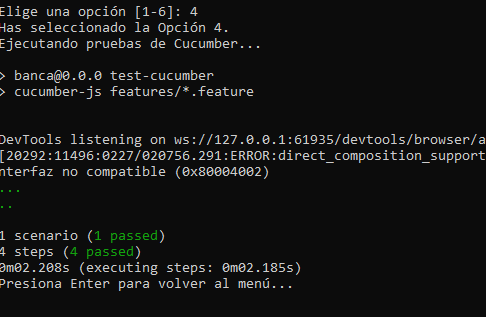 Elige una opción [1-6]: 4
Has seleccionado la Opción 4.
Ejecutando pruebas de Cucumber...
> banca@0.0.0 test-cucumber
> cucumber-js features/*.feature
DevTools listening on ws://127.0.0.1:61935/devtools/browser/a
[20292:11496:0227/020756.291:ERROR:direct_composition_support
nterfaz no compatible (0x80004002)
...
..
1 scenario (1 passed)
4 steps (4 passed)
0m02.208s (executing steps: 0m02.185s)
Presiona Enter para volver al menú...